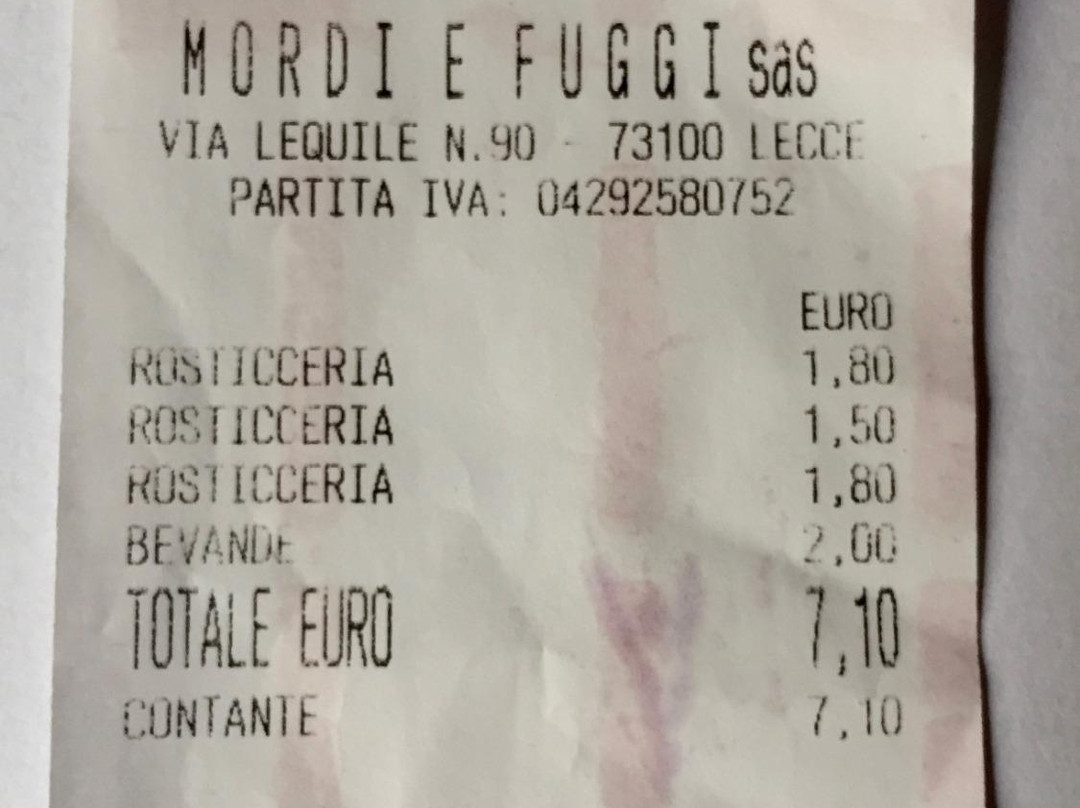 MORDI E FUGGI sas
VIA LEQUILE N.90 - 73100 LECCE
PARTITA IVA: 04292580752
EURO
ROSTICCERIA 1,80
ROSTICCERIA 1,50
ROSTICCERIA 1,80
BEVANDE 2,00
TOTALE EURO 7,10
CONTANTE 7,10